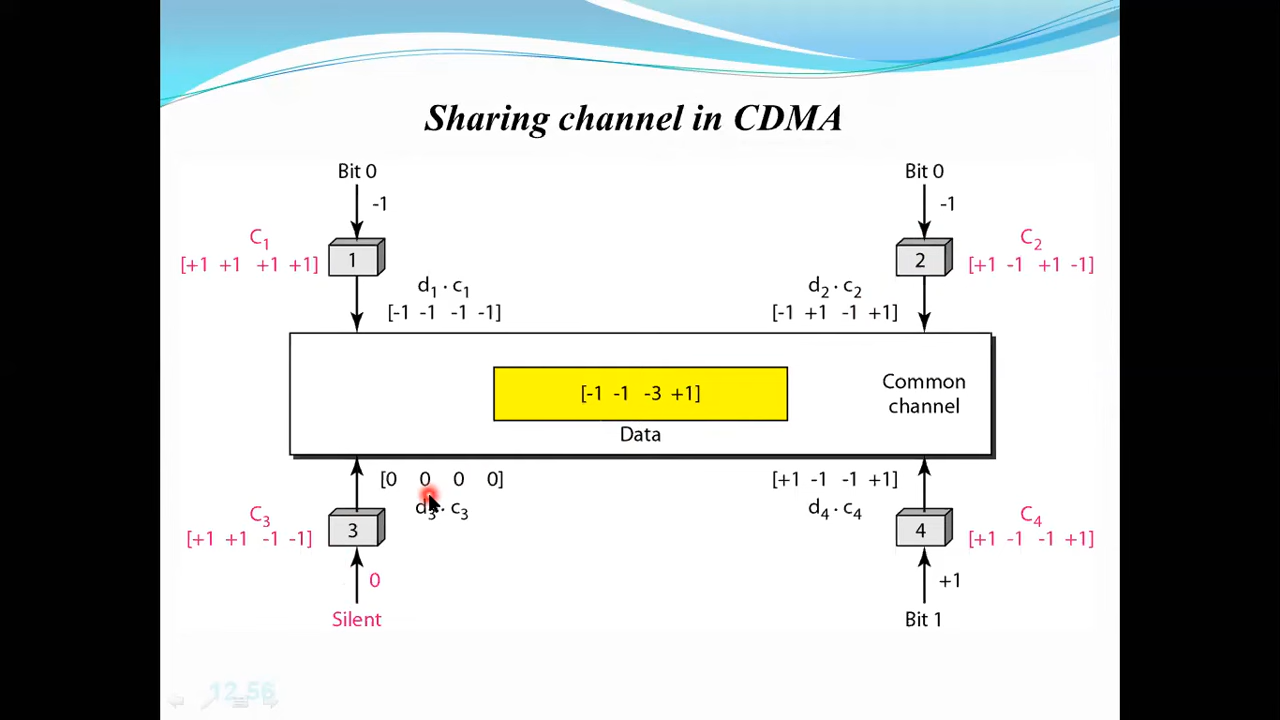 Sharing channel in CDMA
Bit 0
Bit 0
-1
-1
C1
[+1 +1 +1 +1]
1
2
C2
[+1 -1 +1 -1]
d1 . c1
[-1 -1 -1 -1]
d2 . c2
[-1 +1 -1 +1]
[-1 -1 -3 +1]
Data
Common
channel
[0 0 0 0]
d3 . c3
[+1 -1 -1 +1]
d4 . c4
C3
[+1 +1 -1 -1]
3
4
C4
[+1 -1 -1 +1]
0
+1
Silent
Bit 1
12.56